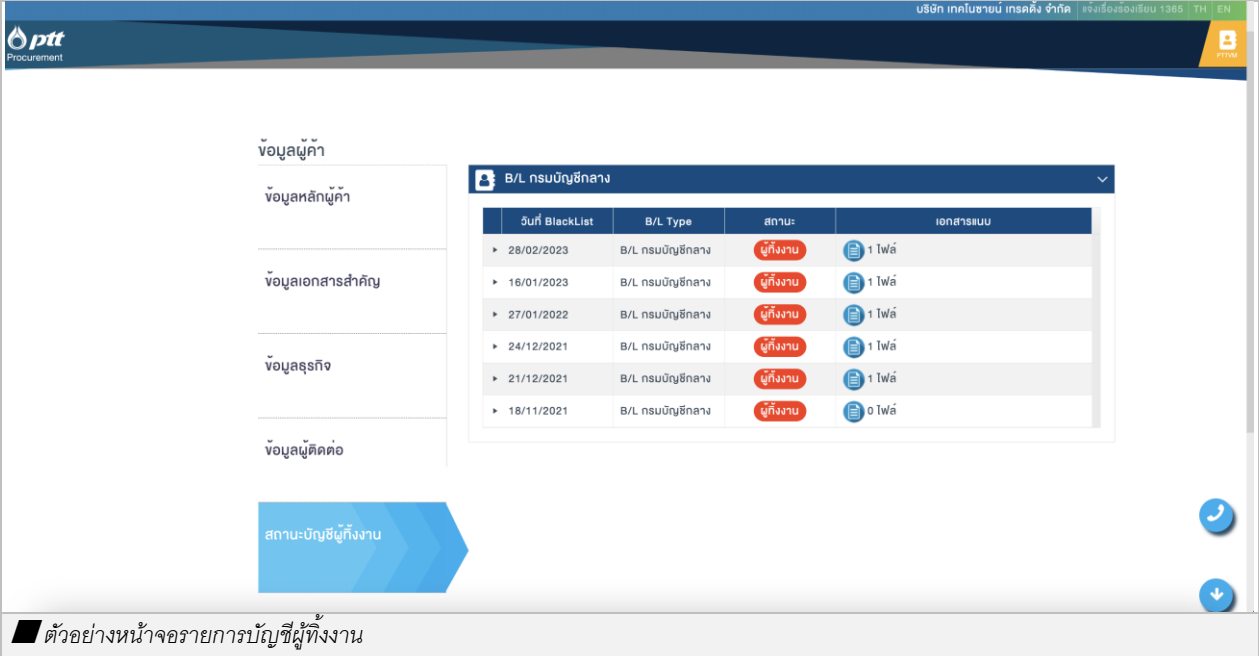 บริษัท เทคโนซายน์ เทรดดิ้ง จำกัด แจ้งเรื่องร้องเรียน 1365 TH EN
ptt
Procurement
PTTVM
ข้อมูลผู้ค้า
ข้อมูลหลักผู้ค้า
ข้อมูลเอกสารสำคัญ
ข้อมูลธุรกิจ
ข้อมูลผู้ติดต่อ
สถานะบัญชีผู้ทิ้งงาน
B/L กรมบัญชีกลาง
วันที่ BlackList B/L Type สถานะ เอกสารแนบ
28/02/2023 B/L กรมบัญชีกลาง ผู้ทิ้งงาน 1 ไฟล์
16/01/2023 B/L กรมบัญชีกลาง ผู้ทิ้งงาน 1 ไฟล์
27/01/2022 B/L กรมบัญชีกลาง ผู้ทิ้งงาน 1 ไฟล์
24/12/2021 B/L กรมบัญชีกลาง ผู้ทิ้งงาน 1 ไฟล์
21/12/2021 B/L กรมบัญชีกลาง ผู้ทิ้งงาน 1 ไฟล์
18/11/2021 B/L กรมบัญชีกลาง ผู้ทิ้งงาน 0 ไฟล์
ตัวอย่างหน้าจอรายการบัญชีผู้ทิ้งงาน